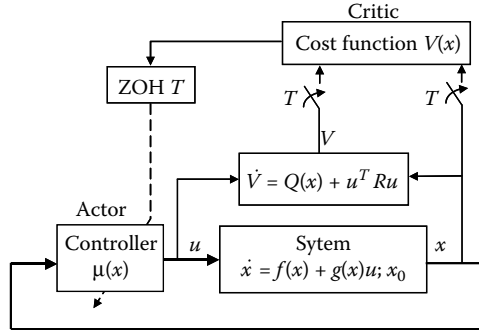 Critic
Cost function V(x)
ZOH T
T
T
V
V̇ = Q(x) + u^T Ru
Actor
Controller
μ(x)
u
Sytem
ẋ = f(x) + g(x)u; x₀
x